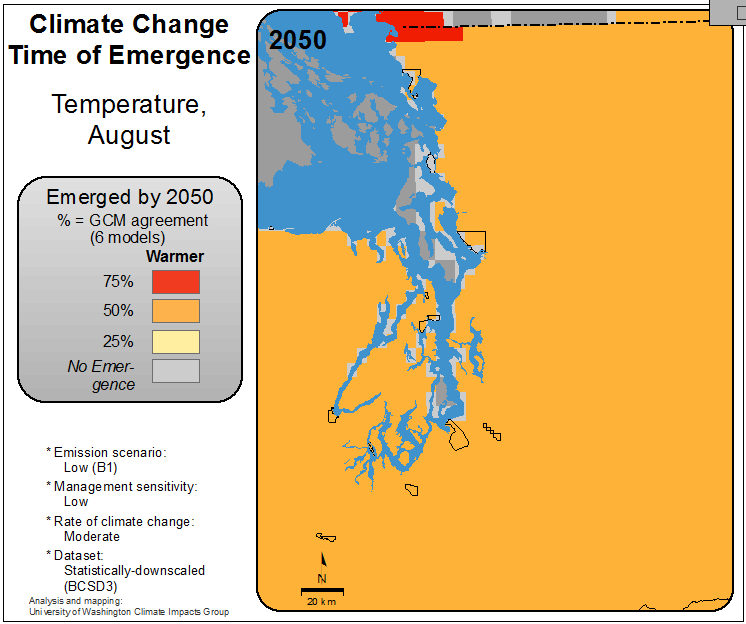 Climate Change
Time of Emergence
Temperature,
August
Emerged by 2050
% = GCM agreement
(6 models)
Warmer
75%
50%
25%
No Emer-
gence
* Emission scenario:
Low (B1)
* Management sensitivity:
Low
* Rate of climate change:
Moderate
* Dataset:
Statistically-downscaled
(BCSD3)
Analysis and mapping:
University of Washington Climate Impacts Group
2050
N
20 km